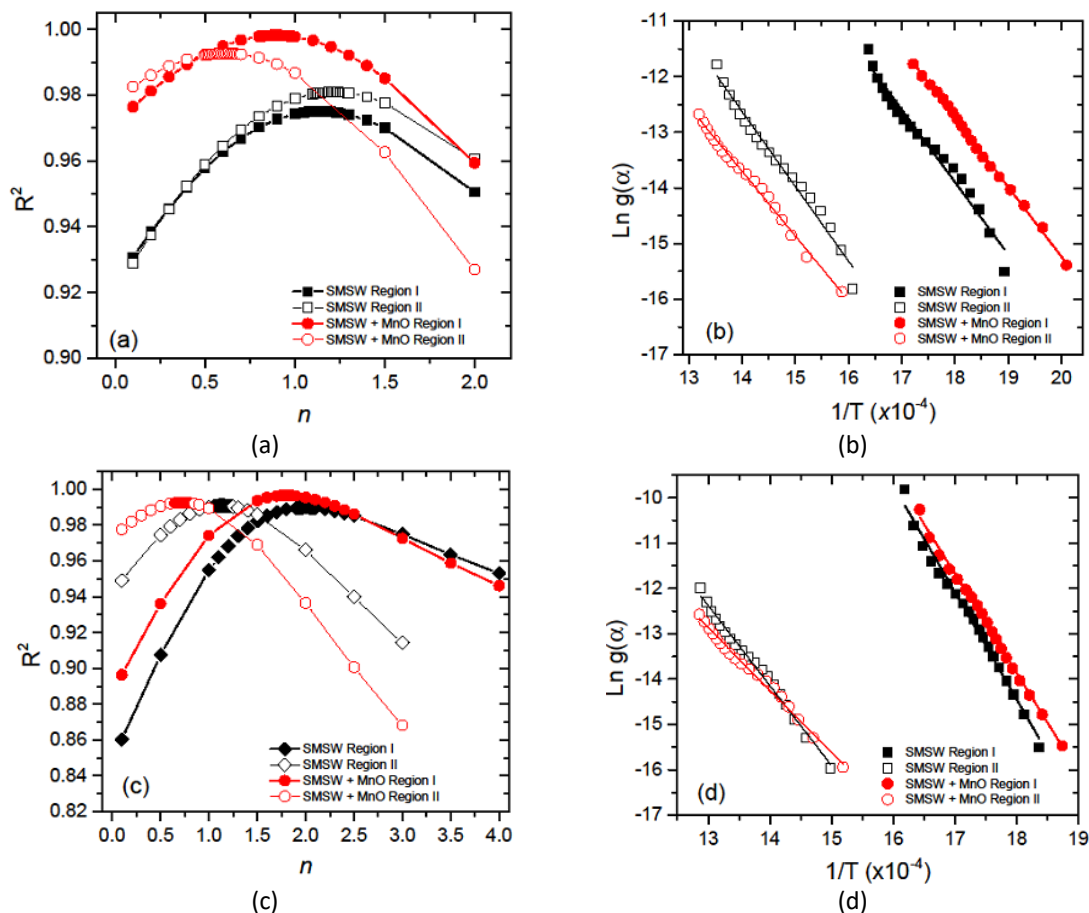 1.00
0.98
0.96
0.94
0.92
0.90
R²
0.0 0.5 1.0 1.5 2.0
n
SMSW Region I
SMSW Region II
SMSW + MnO Region I
SMSW + MnO Region II
(a)
(a)
-11
-12
-13
-14
-15
-16
-17
Ln g(α)
13 14 15 16 17 18 19 20
1/T (x10⁻⁴)
SMSW Region I
SMSW Region II
SMSW + MnO Region I
SMSW + MnO Region II
(b)
(b)
1.00
0.98
0.96
0.94
0.92
0.90
0.88
0.86
0.84
0.82
R²
0.0 0.5 1.0 1.5 2.0 2.5 3.0 3.5 4.0
n
SMSW Region I
SMSW Region II
SMSW + MnO Region I
SMSW + MnO Region II
(c)
(c)
-10
-11
-12
-13
-14
-15
-16
-17
Ln g(α)
13 14 15 16 17 18 19
1/T (x10⁻⁴)
SMSW Region I
SMSW Region II
SMSW + MnO Region I
SMSW + MnO Region II
(d)
(d)